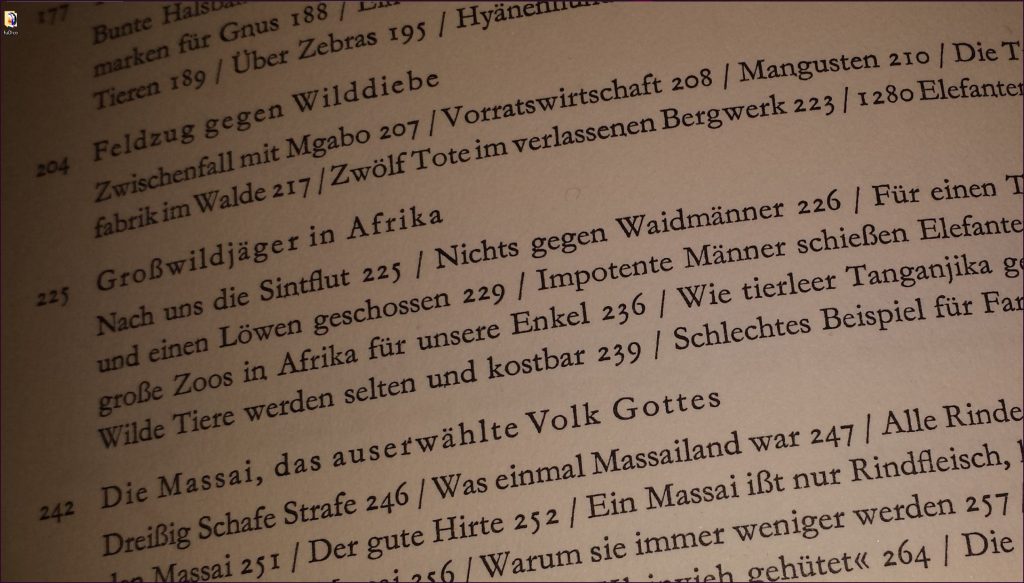 177
Bunte
marken für Gnus 188 /
Tieren 189 / Über Zebras 195 /
204 Feldzug gegen Wilddiebe
Zwischenfall mit Mgabo 207 / Vorratswirtschaft 208 / Mangusten 210 / Die
fabrik im Walde 217 / Zwölf Tote im verlassenen Bergwerk 223 / 1280 Elefanten
225 Großwildjäger in Afrika
Nach uns die Sintflut 225 / Nichts gegen Waidmänner 226 / Für einen
und einen Löwen geschossen 229 / Impotente Männer schießen Elefante
große Zoos in Afrika für unsere Enkel 236 / Wie tierleer Tanganjika
Wilde Tiere werden selten und kostbar 239 / Schlechtes Beispiel für
242 Die Massai, das auserwählte Volk Gottes
Dreißig Schafe Strafe 246 / Was einmal Massailand war 247 / Alle Rinde
Massai 251 / Der gute Hirte 252 / Ein Massai ißt nur Rindfleisch,
256 / Warum sie immer weniger werden 257 /
gehütet« 264 / Die